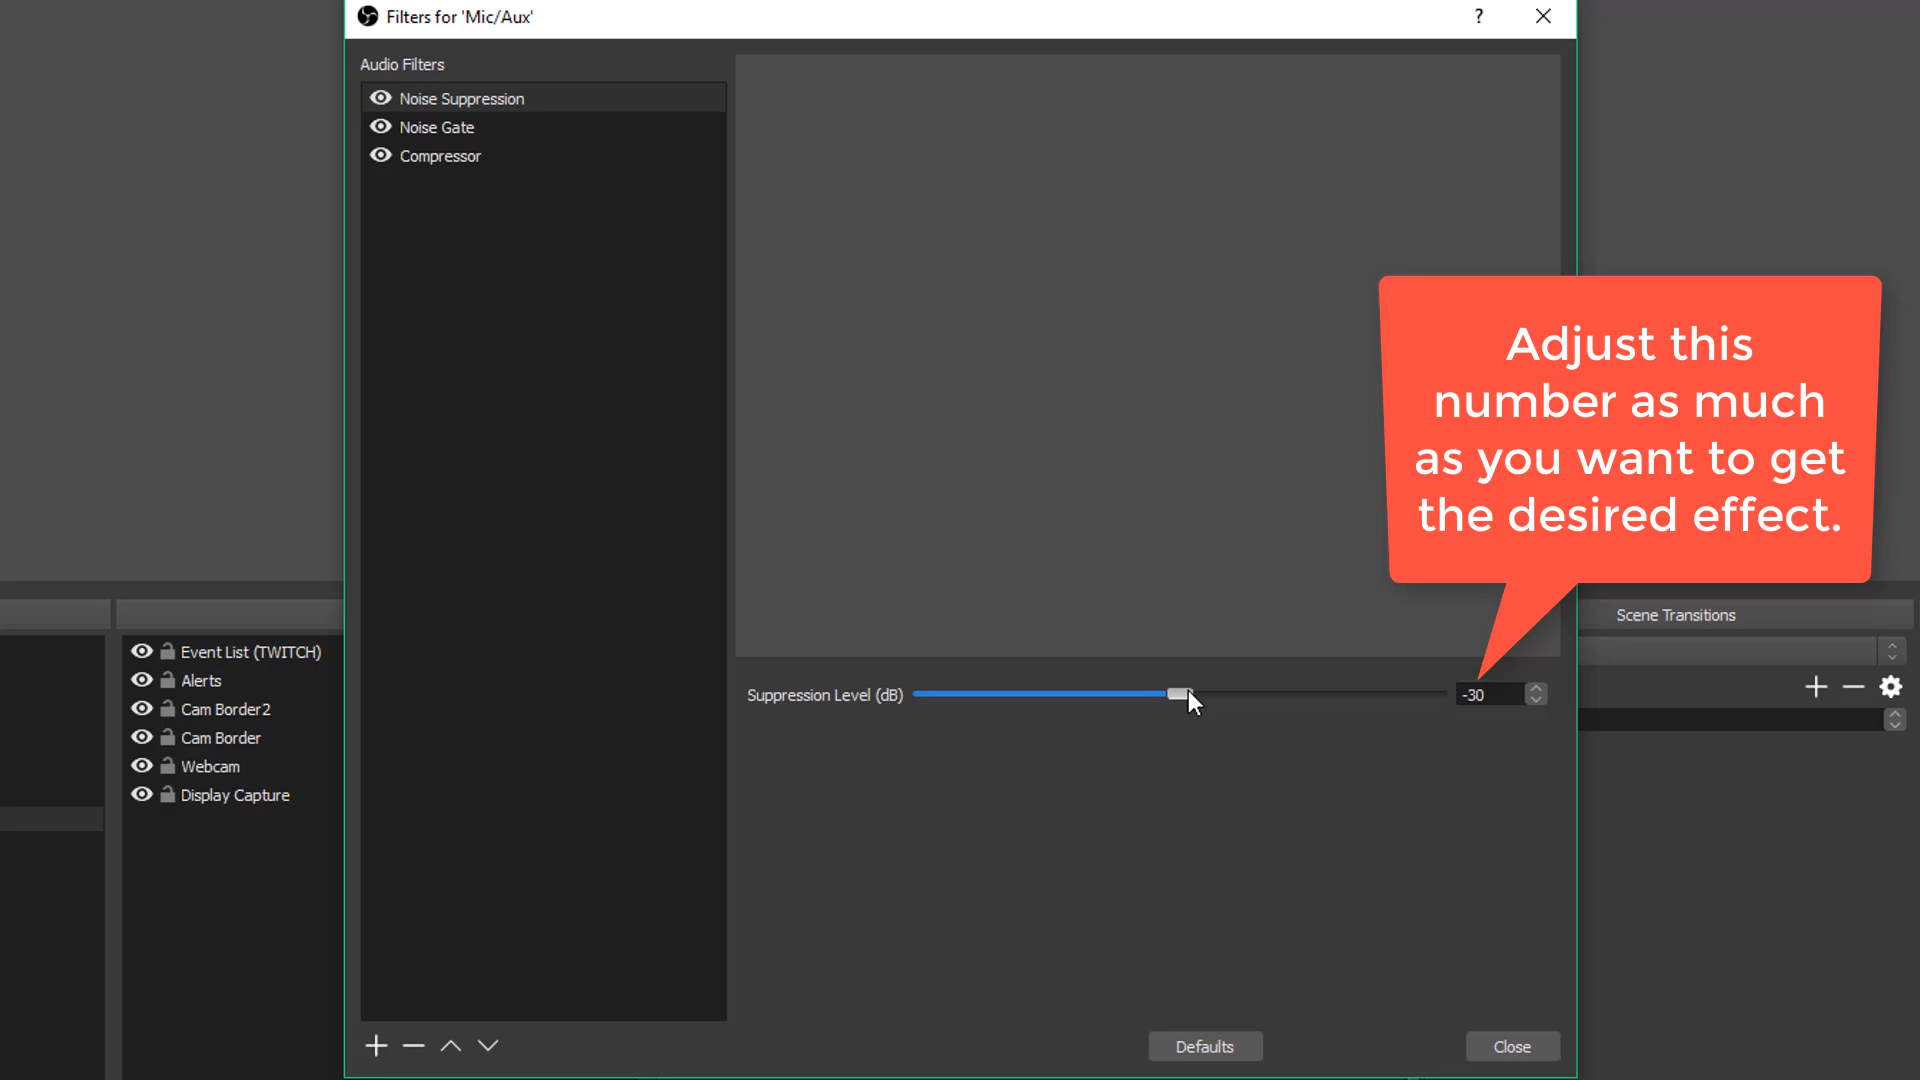 Filters for 'Mic/Aux'
?
Audio Filters
Noise Suppression
Noise Gate
Compressor
Adjust this
number as much
as you want to get
the desired effect.
Scene Transitions
Event List (TWITCH)
Alerts
Cam Border2
Cam Border
Webcam
Display Capture
Suppression Level (dB)
-30
Defaults
Close